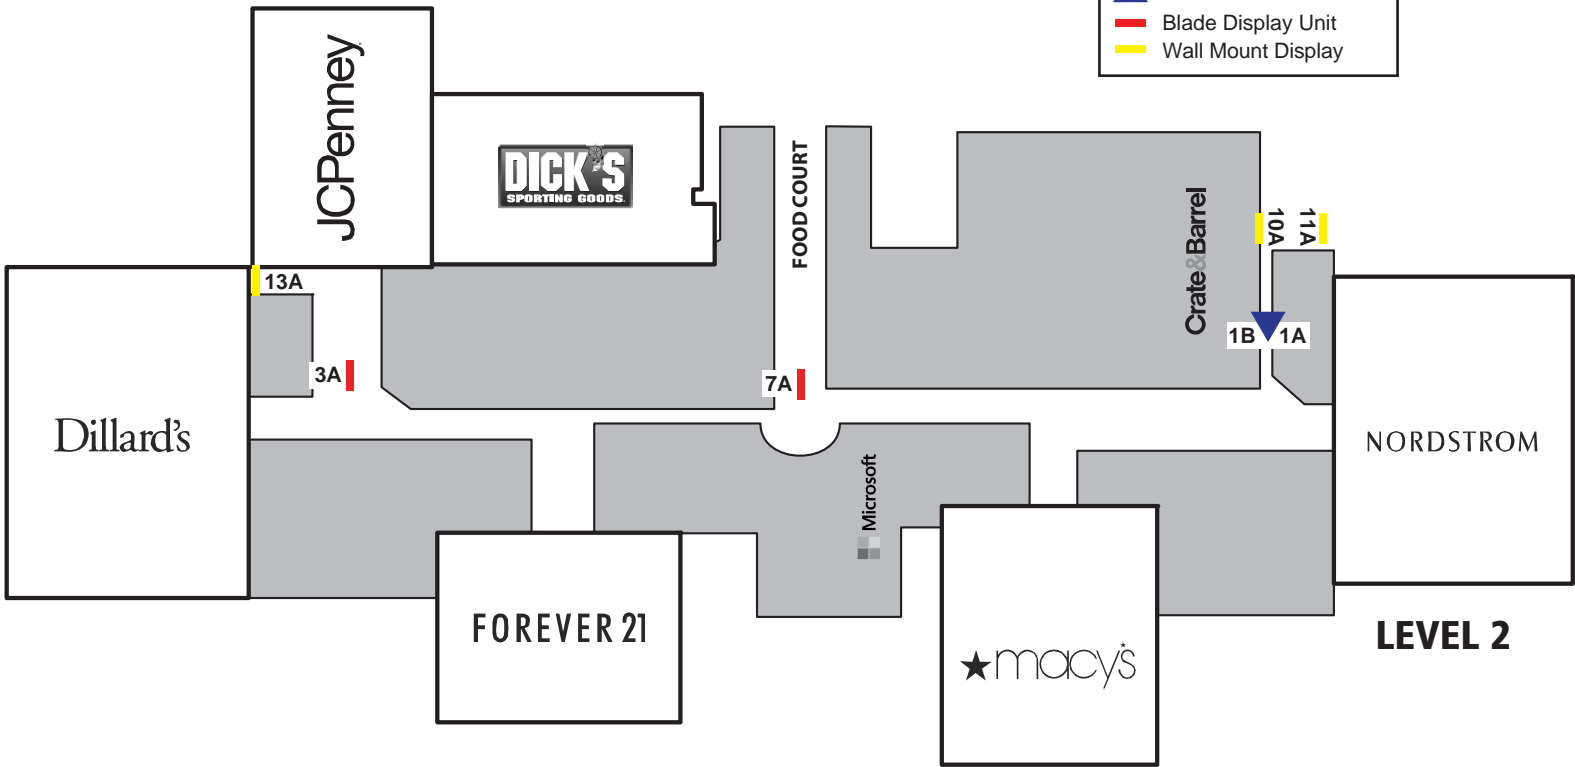 Blade Display Unit
Wall Mount Display
JCPenney
DICK'S
SPORTING GOODS
FOOD COURT
Crate&Barrel
10A
11A
13A
3A
7A
1B
1A
Dillard's
NORDSTROM
Microsoft
FOREVER 21
macy's
LEVEL 2